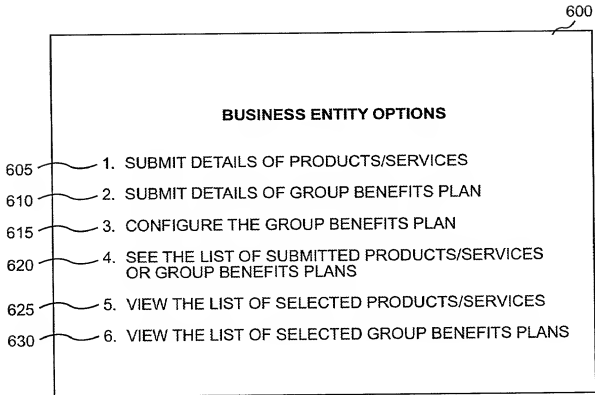 600
BUSINESS ENTITY OPTIONS
605 1. SUBMIT DETAILS OF PRODUCTS/SERVICES
610 2. SUBMIT DETAILS OF GROUP BENEFITS PLAN
615 3. CONFIGURE THE GROUP BENEFITS PLAN
620 4. SEE THE LIST OF SUBMITTED PRODUCTS/SERVICES
OR GROUP BENEFITS PLANS
625 5. VIEW THE LIST OF SELECTED PRODUCTS/SERVICES
630 6. VIEW THE LIST OF SELECTED GROUP BENEFITS PLANS